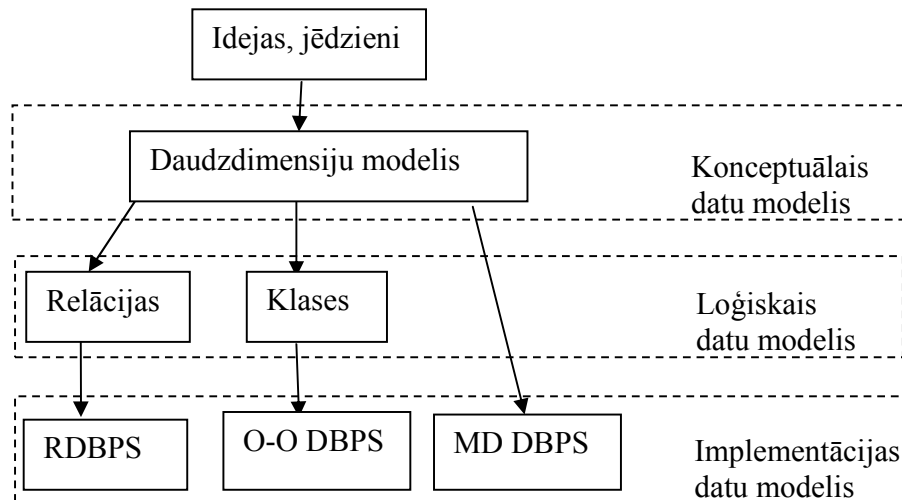 Idejas, jēdzieni
Daudzdimensiju modelis
Konceptuālais
datu modelis
Relācijas
Klases
Loģiskais
datu modelis
RDBPS
O-O DBPS
MD DBPS
Implementācijas
datu modelis